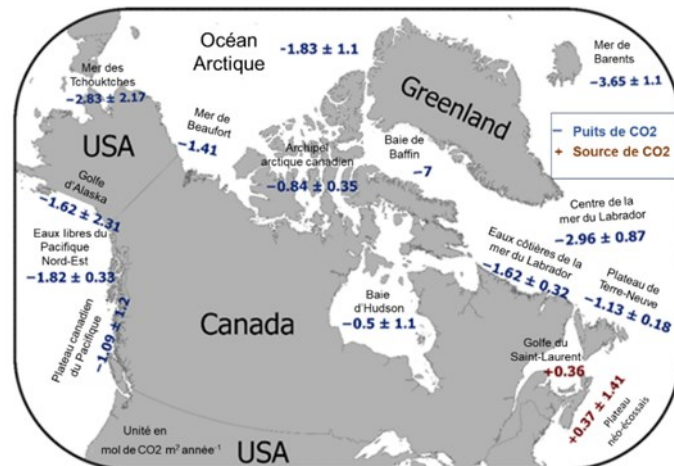 Océan
Arctique
−1.83 ± 1.1
Mer de
Barents
−3.65 ± 1.1
Mer des
Tchouktches
−2.83 ± 2.17
Greenland
− Puits de CO2
+ Source de CO2
Mer de
Beaufort
−1.41
USA
Archipel
arctique canadien
−0.84 ± 0.35
Baie de
Baffin
−7
Golfe
d'Alaska
−1.62 ± 2.31
Centre de la
mer du Labrador
−2.96 ± 0.87
Eaux libres du
Pacifique
Nord-Est
−1.82 ± 0.33
Eaux côtières de la
mer du Labrador
−1.62 ± 0.32
Plateau de
Terre-Neuve
−1.13 ± 0.18
Plateau canadien
du Pacifique
−1.09 ± 1.2
Canada
Baie
d'Hudson
−0.5 ± 1.1
Golfe du
Saint-Laurent
+0.36
+0.37 ± 1.41
Plateau
néo-écossais
Unité en
mol de CO2 m² année⁻¹
USA